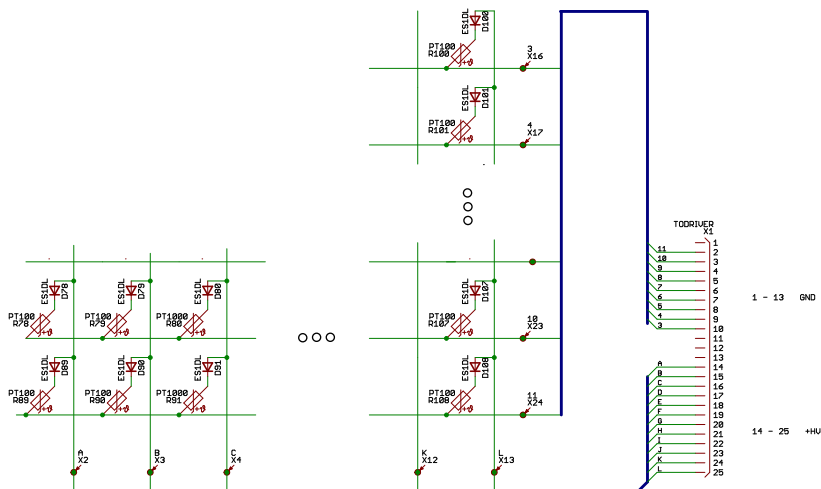 ES1DL
D100
PT100
R100
3
X16
ES1DL
D101
PT100
R101
4
X17
TODRIVER
X1
1
11 2
10 3
9 4
8 5
7 6
6 7
5 8
4 9
3 10
11
12
13
A 14
B 15
C 16
D 17
E 18
F 19
G 20
H 21
I 22
J 23
K 24
L 25
1 - 13 GND
14 - 25 +HV
ES1DL
D78
PT100
R78
ES1DL
D79
PT100
R79
ES1DL
D80
PT1000
R80
ES1DL
D107
PT100
R107
10
X23
ES1DL
D89
PT100
R89
ES1DL
D90
PT100
R90
ES1DL
D91
PT1000
R91
ES1DL
D108
PT100
R108
11
X24
A
X2
B
X3
C
X4
K
X12
L
X13